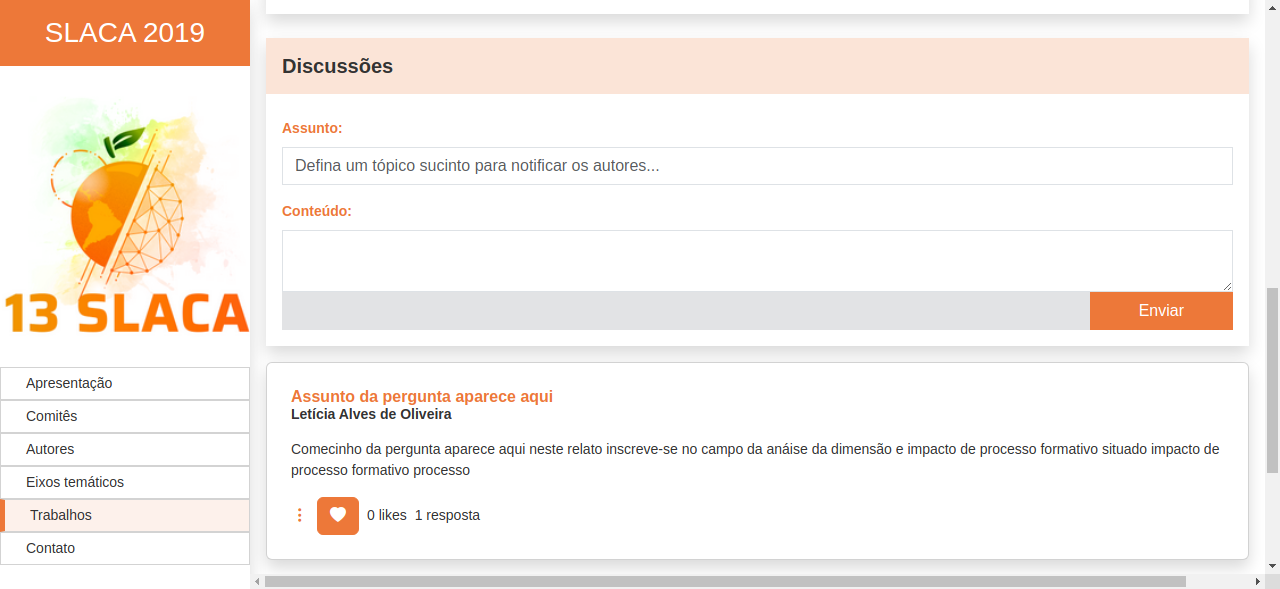 SLACA 2019
13 SLACA
Apresentação
Comitês
Autores
Eixos temáticos
Trabalhos
Contato
Discussões
Assunto:
Defina um tópico sucinto para notificar os autores...
Conteúdo:
Enviar
Assunto da pergunta aparece aqui
Letícia Alves de Oliveira
Comecinho da pergunta aparece aqui neste relato inscreve-se no campo da anáise da dimensão e impacto de processo formativo situado impacto de
processo formativo processo
0 likes 1 resposta